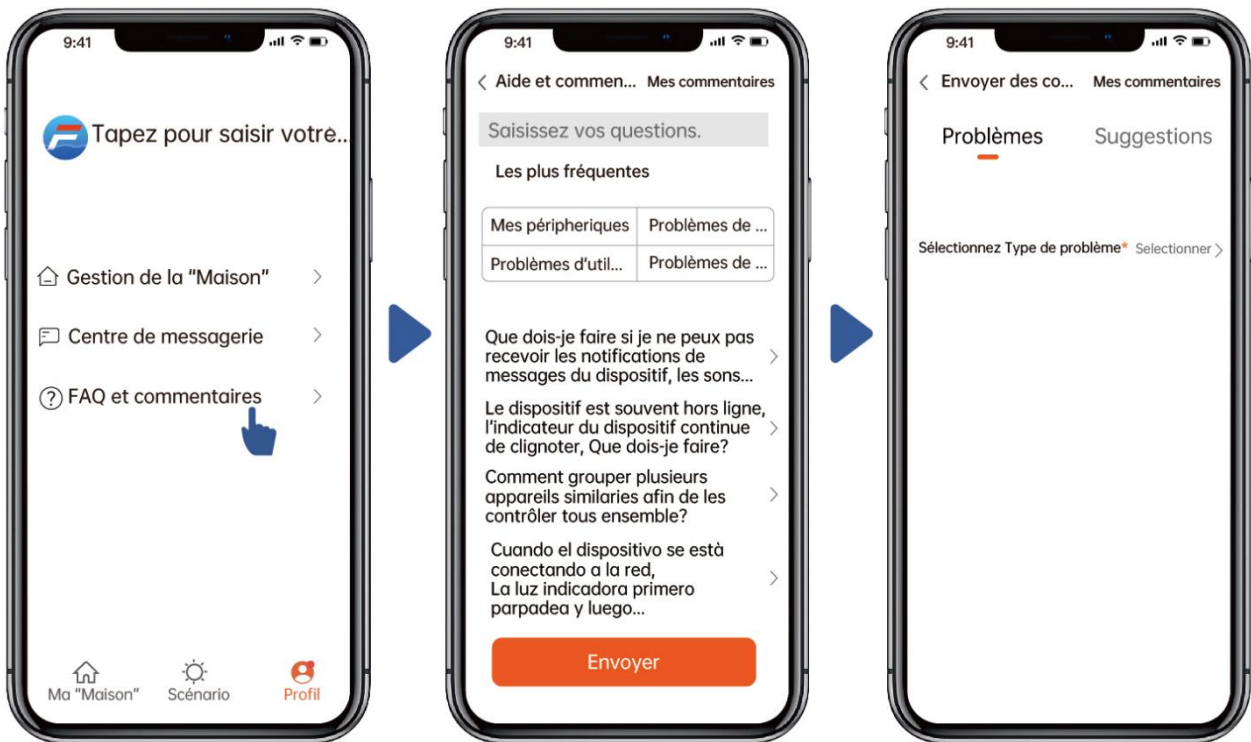 9:41
Tapez pour saisir votre...
Gestion de la "Maison"
Centre de messagerie
FAQ et commentaires
Ma "Maison"
Scénario
Profil
9:41
Aide et commen... Mes commentaires
Saisissez vos questions.
Les plus fréquentes
Mes péripheriques Problèmes de ...
Problèmes d'util... Problèmes de ...
Que dois-je faire si je ne peux pas
recevoir les notifications de
messages du dispositif, les sons...
Le dispositif est souvent hors ligne,
l'indicateur du dispositif continue
de clignoter, Que dois-je faire?
Comment grouper plusieurs
appareils similaries afin de les
contrôler tous ensemble?
Cuando el dispositivo se està
conectando a la red,
La luz indicadora primero
parpadea y luego...
Envoyer
9:41
Envoyer des co... Mes commentaires
Problèmes Suggestions
Sélectionnez Type de problème* Selectionner